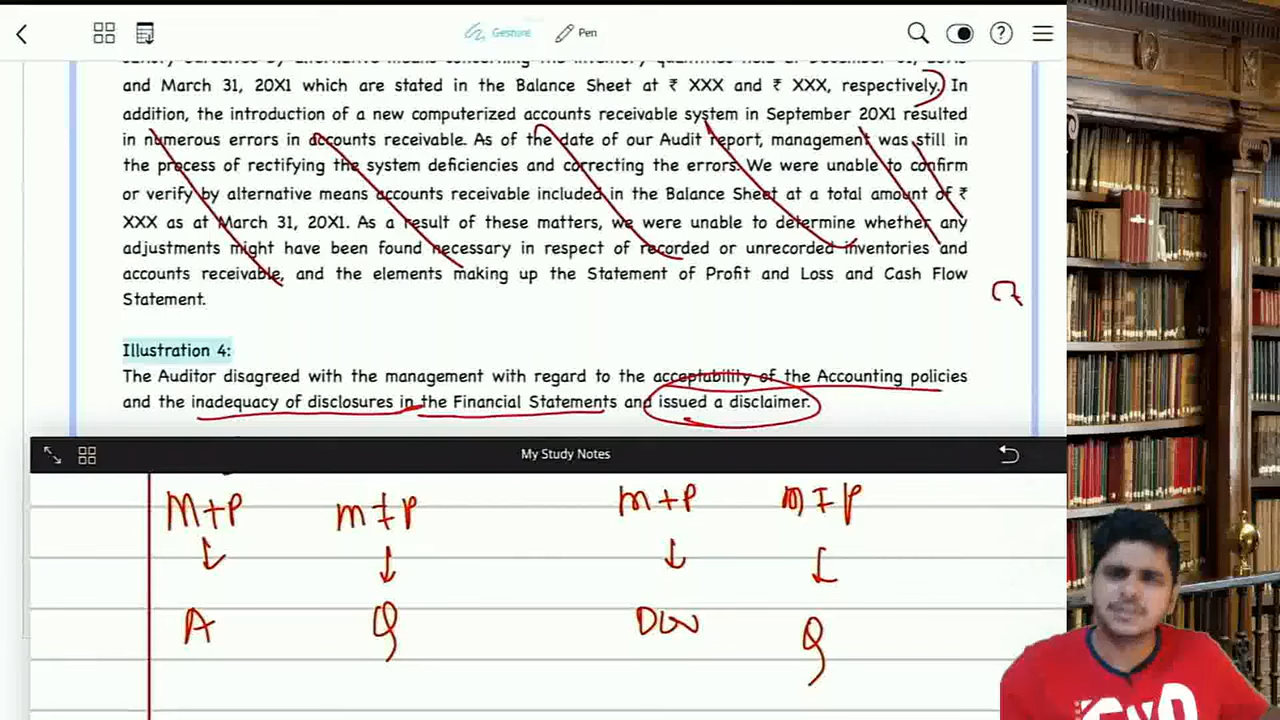 Gesture Pen
and March 31, 20X1 which are stated in the Balance Sheet at ₹ XXX and ₹ XXX, respectively. In
addition, the introduction of a new computerized accounts receivable system in September 20X1 resulted
in numerous errors in accounts receivable. As of the date of our Audit report, management was still in
the process of rectifying the system deficiencies and correcting the errors. We were unable to confirm
or verify by alternative means accounts receivable included in the Balance Sheet at a total amount of ₹
XXX as at March 31, 20X1. As a result of these matters, we were unable to determine whether any
adjustments might have been found necessary in respect of recorded or unrecorded inventories and
accounts receivable, and the elements making up the Statement of Profit and Loss and Cash Flow
Statement.
Illustration 4:
The Auditor disagreed with the management with regard to the acceptability of the Accounting policies
and the inadequacy of disclosures in the Financial Statements and issued a disclaimer.
My Study Notes
M+P m≠P m+P m≠P
A Q Q